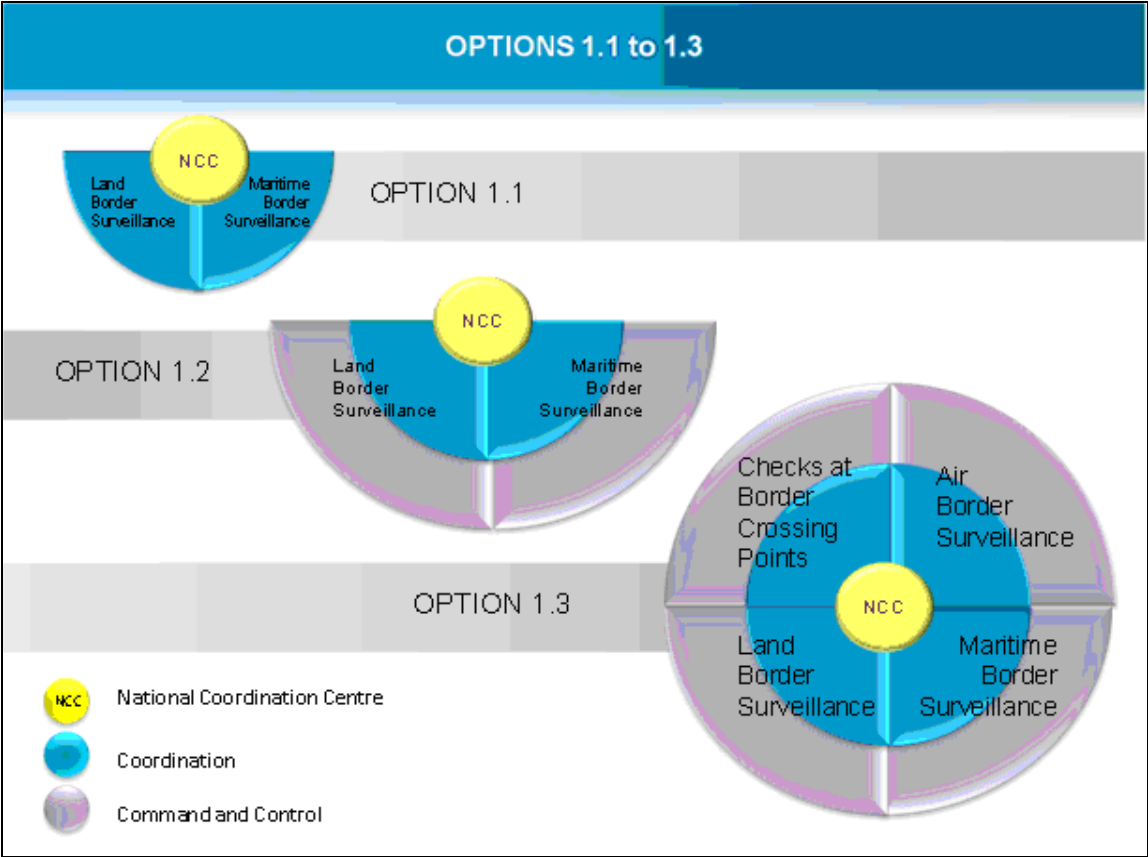 OPTIONS 1.1 to 1.3
NCC
Land
Border
Surveillance
Maritime
Border
Surveillance
OPTION 1.1
NCC
OPTION 1.2
Land
Border
Surveillance
Maritime
Border
Surveillance
Checks at
Border
Crossing
Points
Air
Border
Surveillance
OPTION 1.3
NCC
Land
Border
Surveillance
Maritime
Border
Surveillance
NCC
National Coordination Centre
Coordination
Command and Control